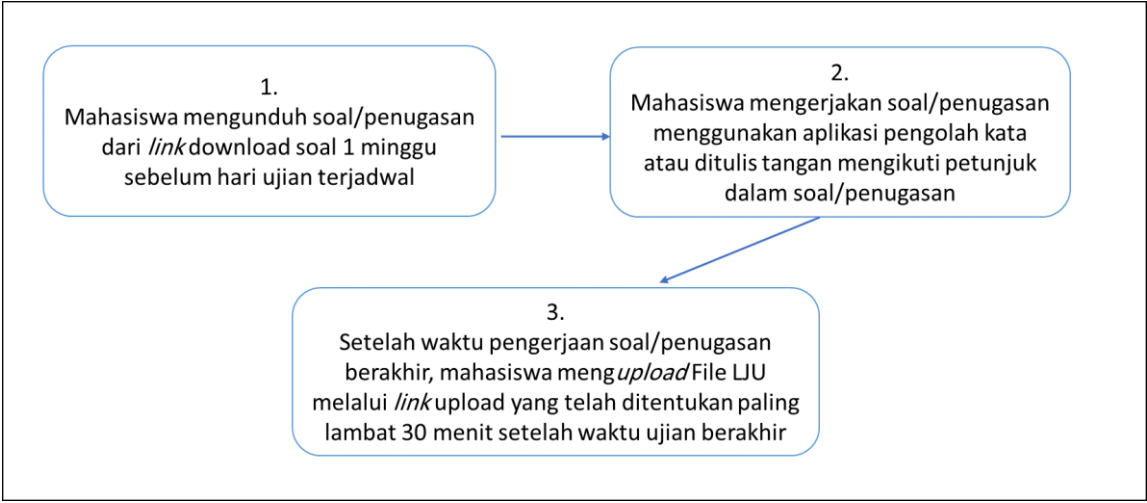 1.
Mahasiswa mengunduh soal/penugasan
dari link download soal 1 minggu
sebelum hari ujian terjadwal
2.
Mahasiswa mengerjakan soal/penugasan
menggunakan aplikasi pengolah kata
atau ditulis tangan mengikuti petunjuk
dalam soal/penugasan
3.
Setelah waktu pengerjaan soal/penugasan
berakhir, mahasiswa mengupload File LJU
melalui link upload yang telah ditentukan paling
lambat 30 menit setelah waktu ujian berakhir